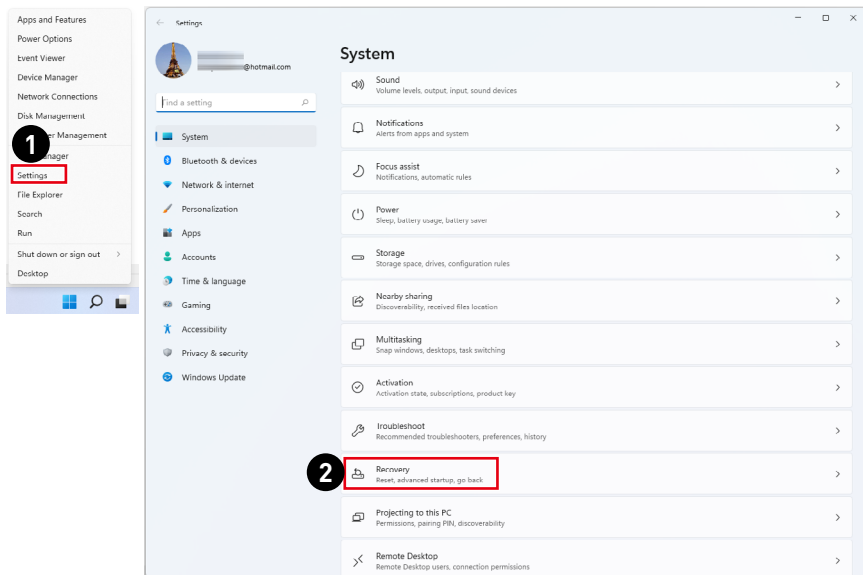 Apps and Features
Power Options
Event Viewer
Device Manager
Network Connections
Disk Management
Management
1
Settings
File Explorer
Search
Run
Shut down or sign out
Desktop
Settings
@hotmail.com
Find a setting
System
Bluetooth & devices
Network & internet
Personalization
Apps
Accounts
Time & language
Gaming
Accessibility
Privacy & security
Windows Update
System
Sound
Volume levels, output, input, sound devices
Notifications
Alerts from apps and system
Focus assist
Notifications, automatic rules
Power
Sleep, battery usage, battery saver
Storage
Storage space, drives, configuration rules
Nearby sharing
Discoverability, received files location
Multitasking
Snap windows, desktops, task switching
Activation
Activation state, subscriptions, product key
Troubleshoot
Recommended troubleshooters, preferences, history
2
Recovery
Reset, advanced startup, go back
Projecting to this PC
Permissions, pairing PIN, discoverability
Remote Desktop
Remote Desktop users, connection permissions